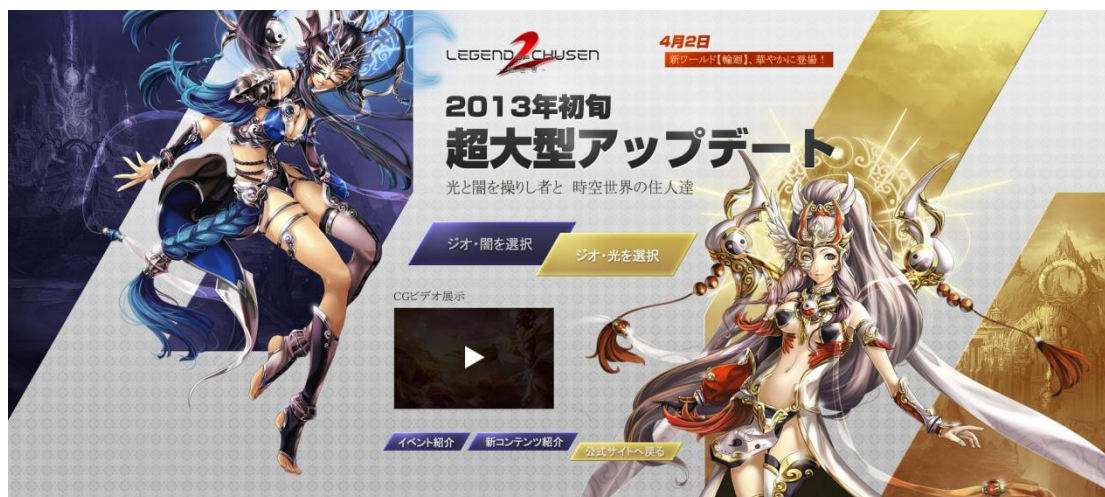 LEGEND of CHUSEN 2
4月2日
新ワールド【輪廻】、華やかに登場！
2013年初旬
超大型アップデート
光と闇を操りし者と 時空世界の住人達
ジオ・闇を選択
ジオ・光を選択
CGビデオ展示
イベント紹介
新コンテンツ紹介
公式サイトへ戻る